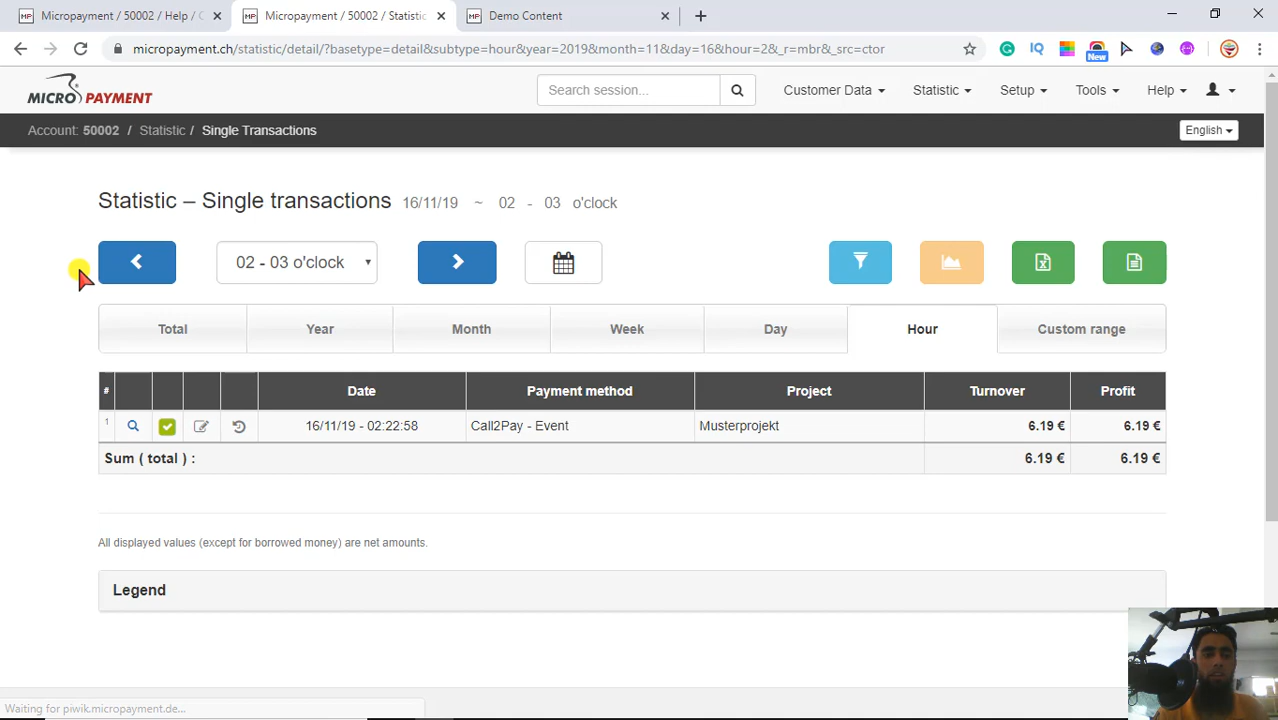 Micropayment / 50002 / Help / C
Micropayment / 50002 / Statistic
Demo Content
micropayment.ch/statistic/detail/?basetype=detail&subtype=hour&year=2019&month=11&day=16&hour=2&_r=mbr&_src=ctor
IQ
New
MICROPAYMENT
Search session...
Customer Data
Statistic
Setup
Tools
Help
Account: 50002 / Statistic / Single Transactions
English
Statistic – Single transactions 16/11/19 ~ 02 - 03 o'clock
02 - 03 o'clock
Total Year Month Week Day Hour Custom range
# Date Payment method Project Turnover Profit
1 16/11/19 - 02:22:58 Call2Pay - Event Musterprojekt 6.19 € 6.19 €
Sum ( total ) : 6.19 € 6.19 €
All displayed values (except for borrowed money) are net amounts.
Legend
Waiting for piwik.micropayment.de...